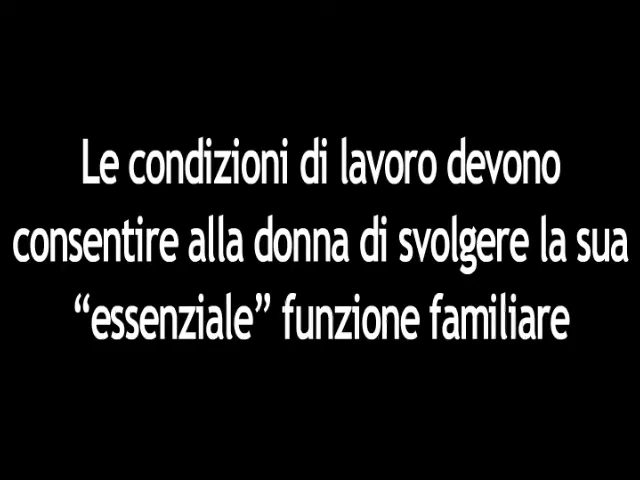 Le condizioni di lavoro devono
consentire alla donna di svolgere la sua
“essenziale” funzione familiare